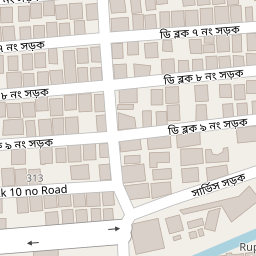 নং সড়ক
ডি ব্লক ৭ নং সড়ক
৮ নং সড়ক
ডি ব্লক ৮ নং সড়ক
ডি ব্লক ৯ নং সড়ক
৯ নং সড়ক
313
k 10 no Road
সার্ভিস সড়ক
Rup